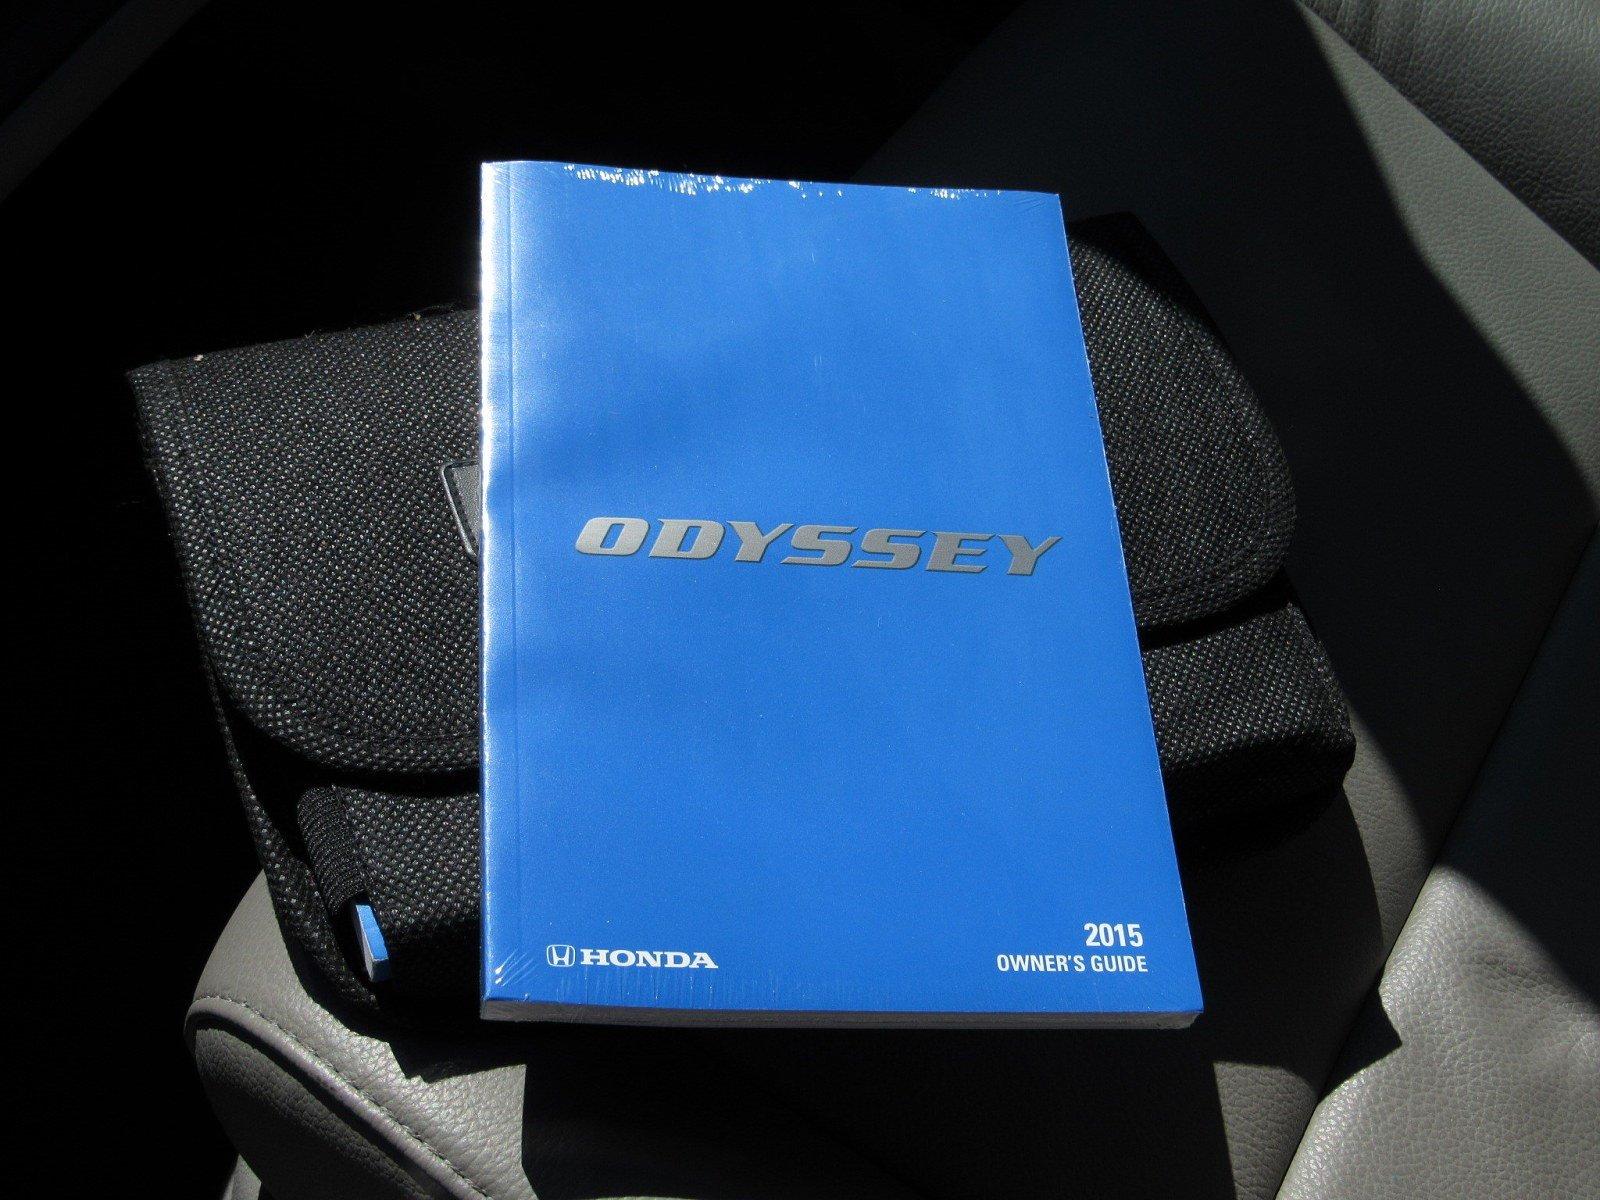 ODYSSEY
HONDA
2015
OWNER'S GUIDE